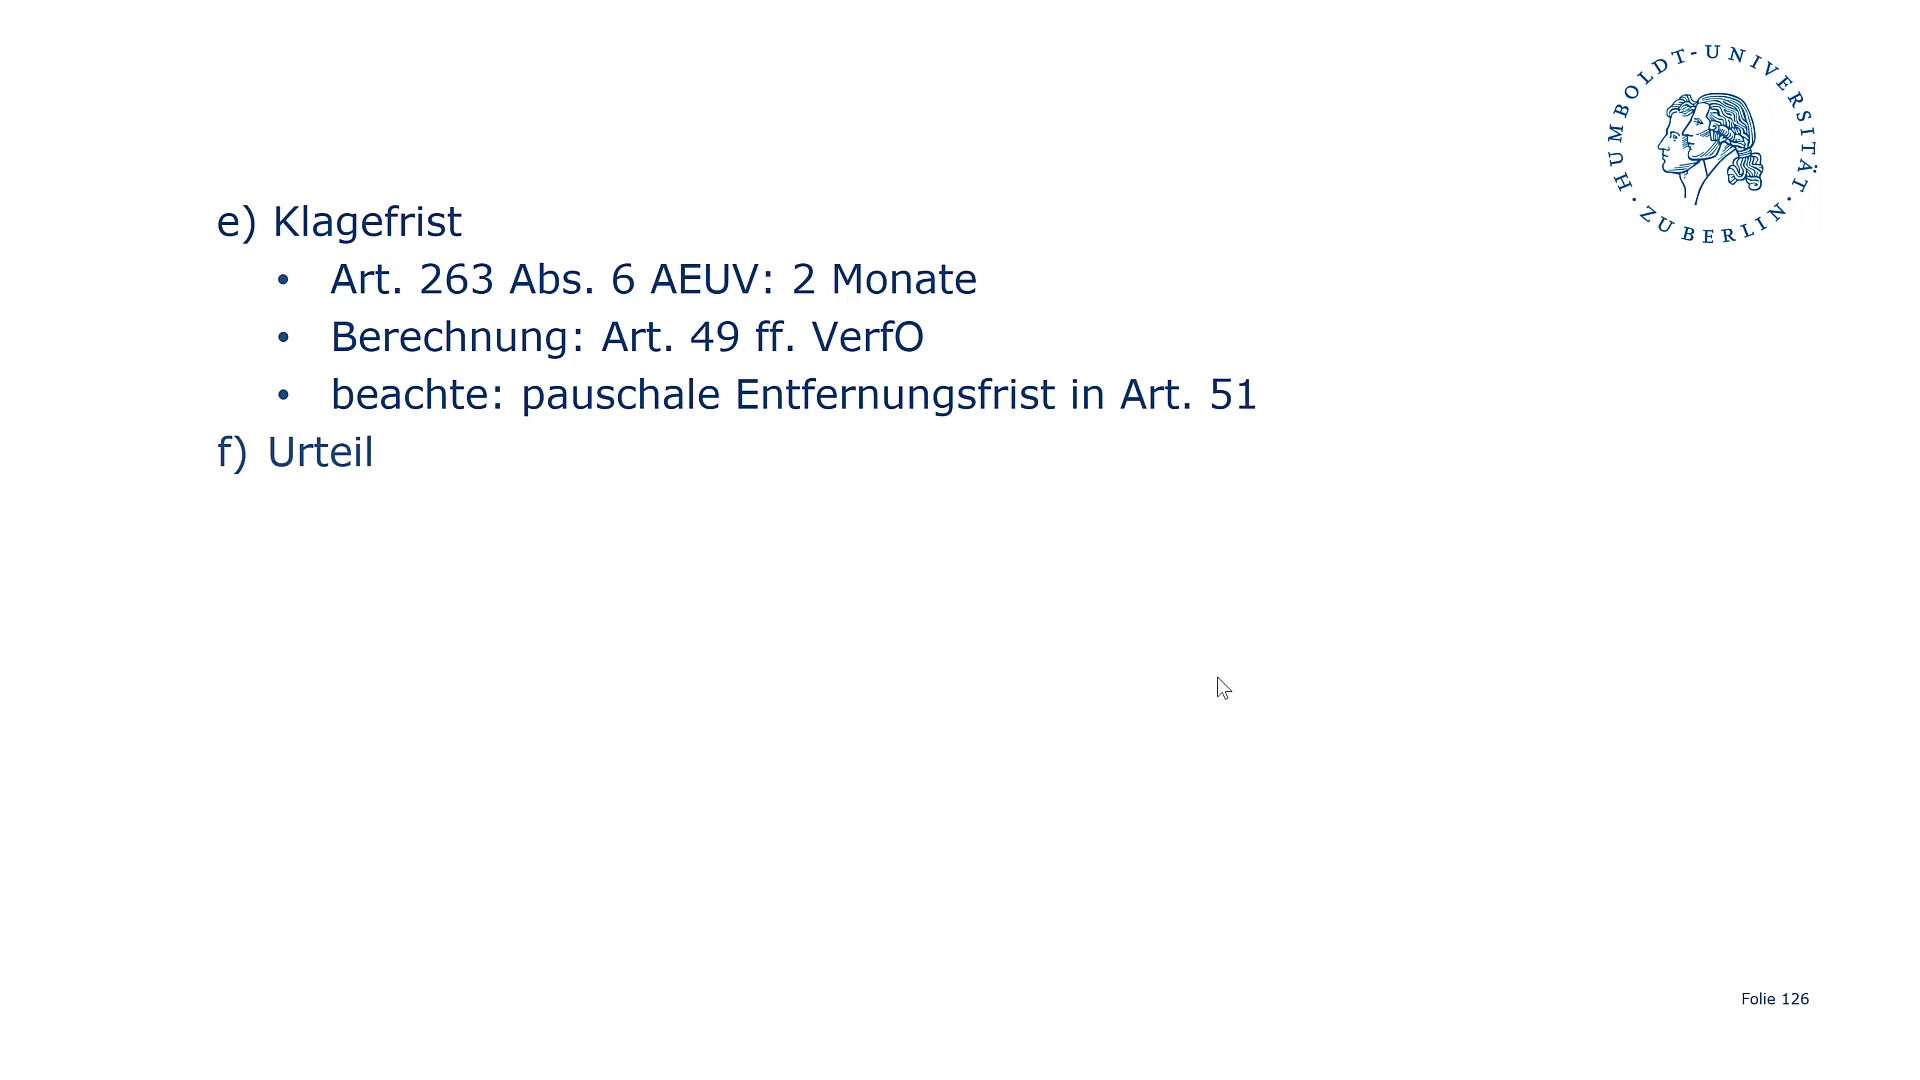 HUMBOLDT-UNIVERSITÄT · ZU BERLIN ·
e) Klagefrist
• Art. 263 Abs. 6 AEUV: 2 Monate
• Berechnung: Art. 49 ff. VerfO
• beachte: pauschale Entfernungsfrist in Art. 51
f) Urteil
Folie 126